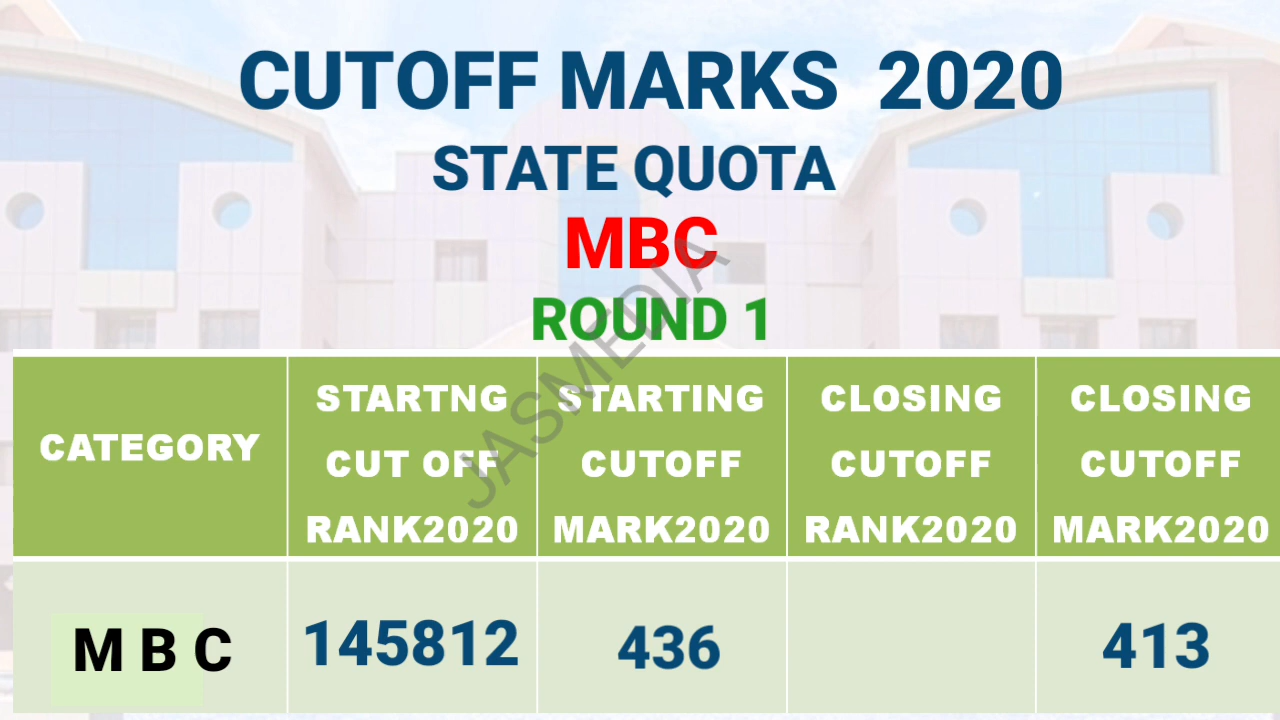 CUTOFF MARKS 2020
STATE QUOTA
MBC
ROUND 1
JASMEDIA
CATEGORY
STARTNG
CUT OFF
RANK2020
STARTING
CUTOFF
MARK2020
CLOSING
CUTOFF
RANK2020
CLOSING
CUTOFF
MARK2020
M B C
145812
436
413